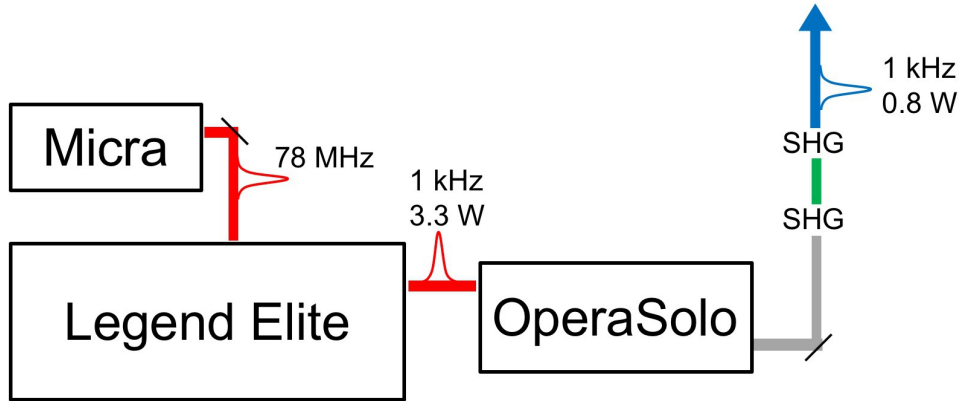 Micra
78 MHz
Legend Elite
1 kHz
3.3 W
OperaSolo
1 kHz
0.8 W
SHG
SHG